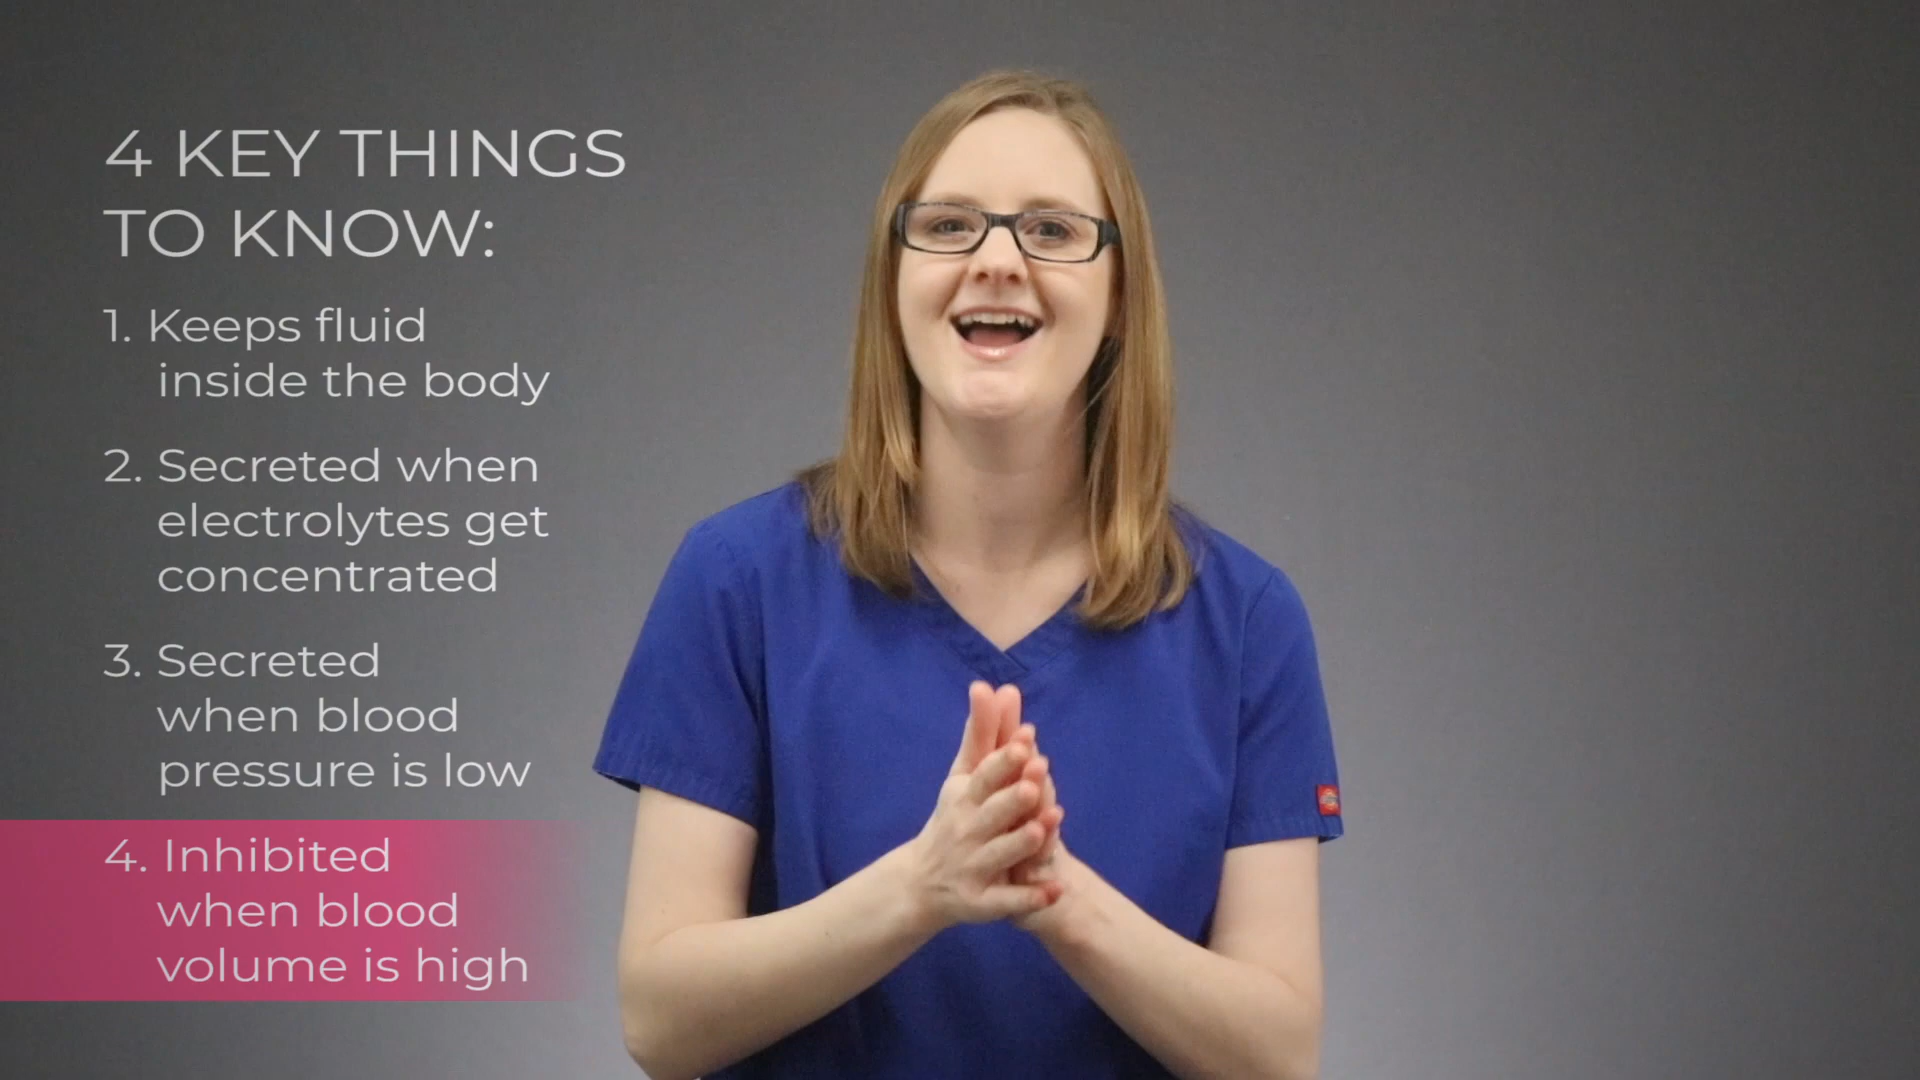 4 KEY THINGS
TO KNOW:
1. Keeps fluid
inside the body
2. Secreted when
electrolytes get
concentrated
3. Secreted
when blood
pressure is low
4. Inhibited
when blood
volume is high